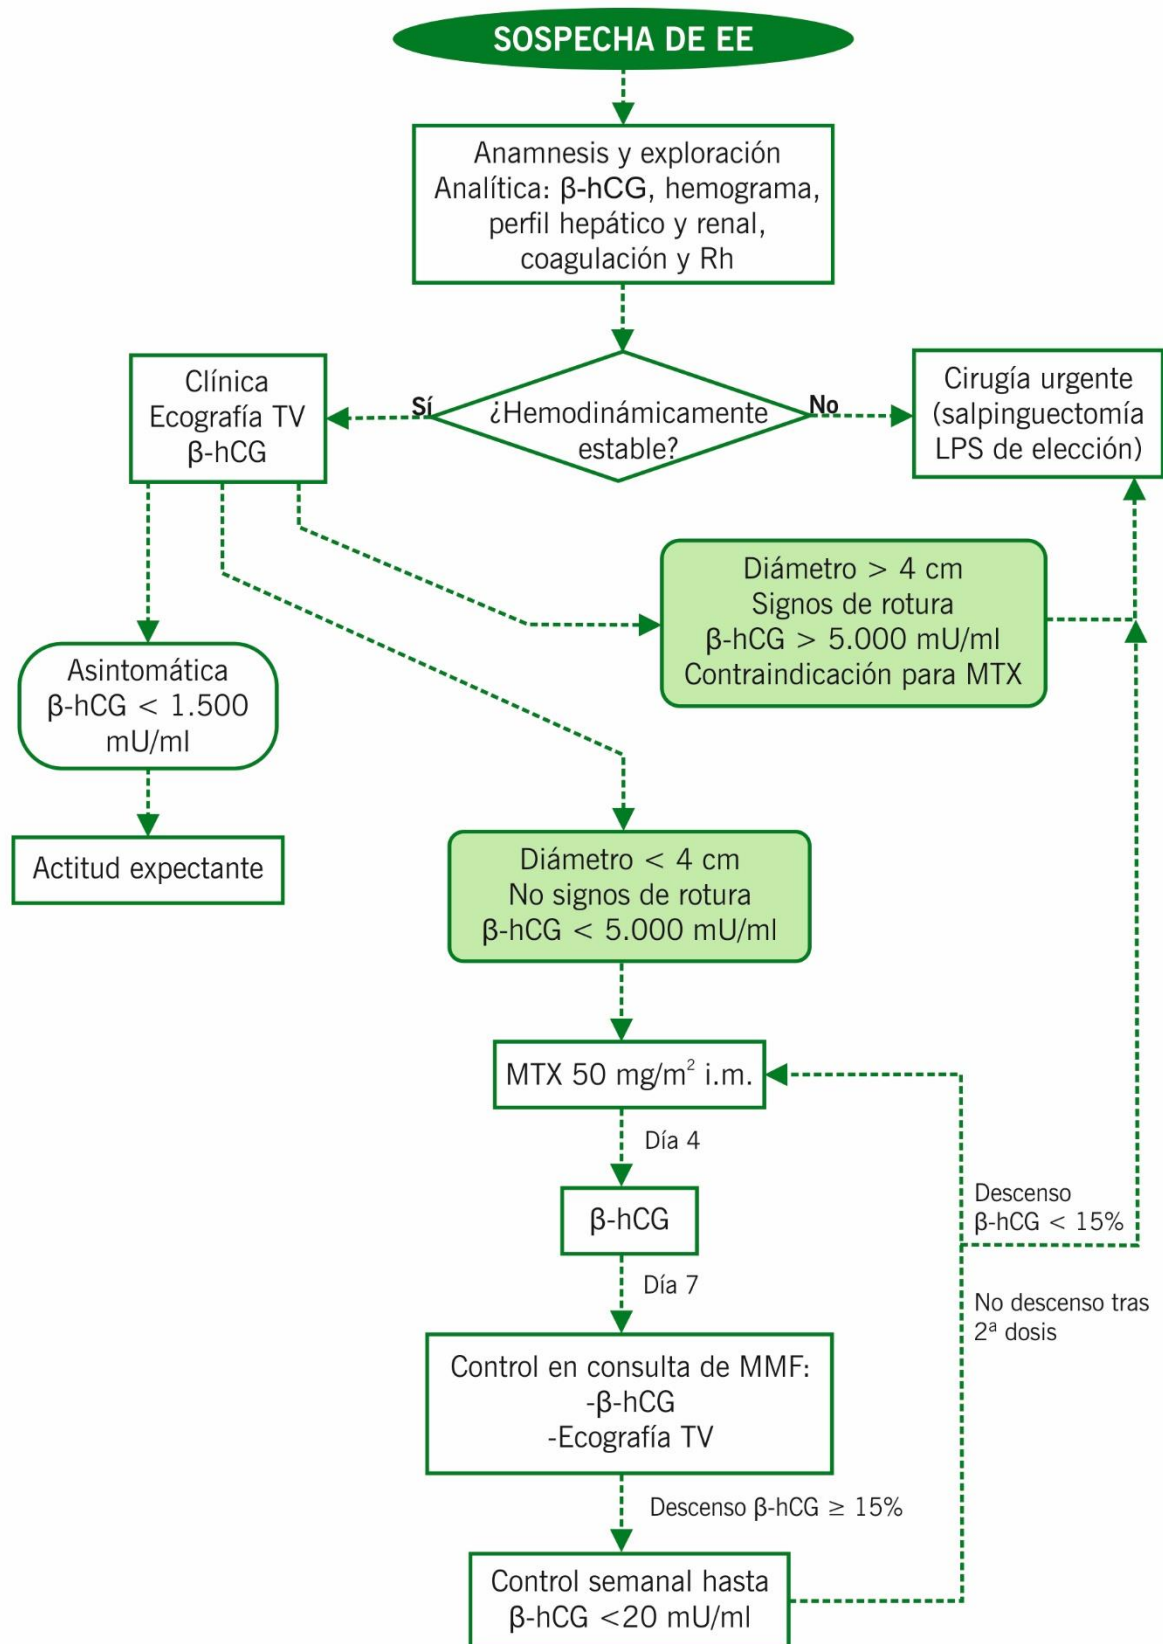 SOSPECHA DE EE
Anamnesis y exploración
Analítica: β-hCG, hemograma,
perfil hepático y renal,
coagulación y Rh
¿Hemodinámicamente
estable?
Sí
No
Clínica
Ecografía TV
β-hCG
Cirugía urgente
(salpinguectomía
LPS de elección)
Diámetro > 4 cm
Signos de rotura
β-hCG > 5.000 mU/ml
Contraindicación para MTX
Asintomática
β-hCG < 1.500
mU/ml
Actitud expectante
Diámetro < 4 cm
No signos de rotura
β-hCG < 5.000 mU/ml
MTX 50 mg/m² i.m.
Día 4
β-hCG
Día 7
Descenso
β-hCG < 15%
No descenso tras
2ª dosis
Control en consulta de MMF:
-β-hCG
-Ecografía TV
Descenso β-hCG ≥ 15%
Control semanal hasta
β-hCG <20 mU/ml